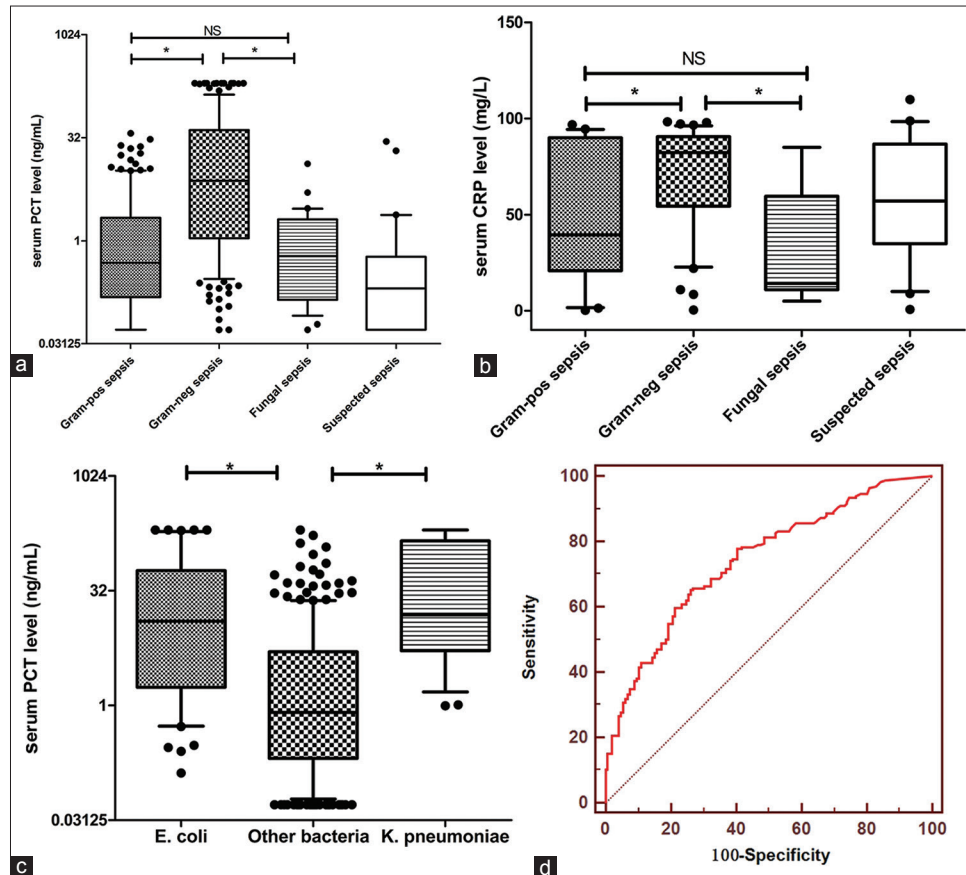 NS
* *
1024
32
1
0.03125
serum PCT level (ng/mL)
Gram-pos sepsis
Gram-neg sepsis
Fungal sepsis
Suspected sepsis
a
NS
* *
150
100
50
0
serum CRP level (mg/L)
Gram-pos sepsis
Gram-neg sepsis
Fungal sepsis
Suspected sepsis
b
* *
1024
32
1
0.03125
serum PCT level (ng/mL)
E. coli Other bacteria K. pneumoniae
c
100
80
60
40
20
0
Sensitivity
0 20 40 60 80 100
100-Specificity
d